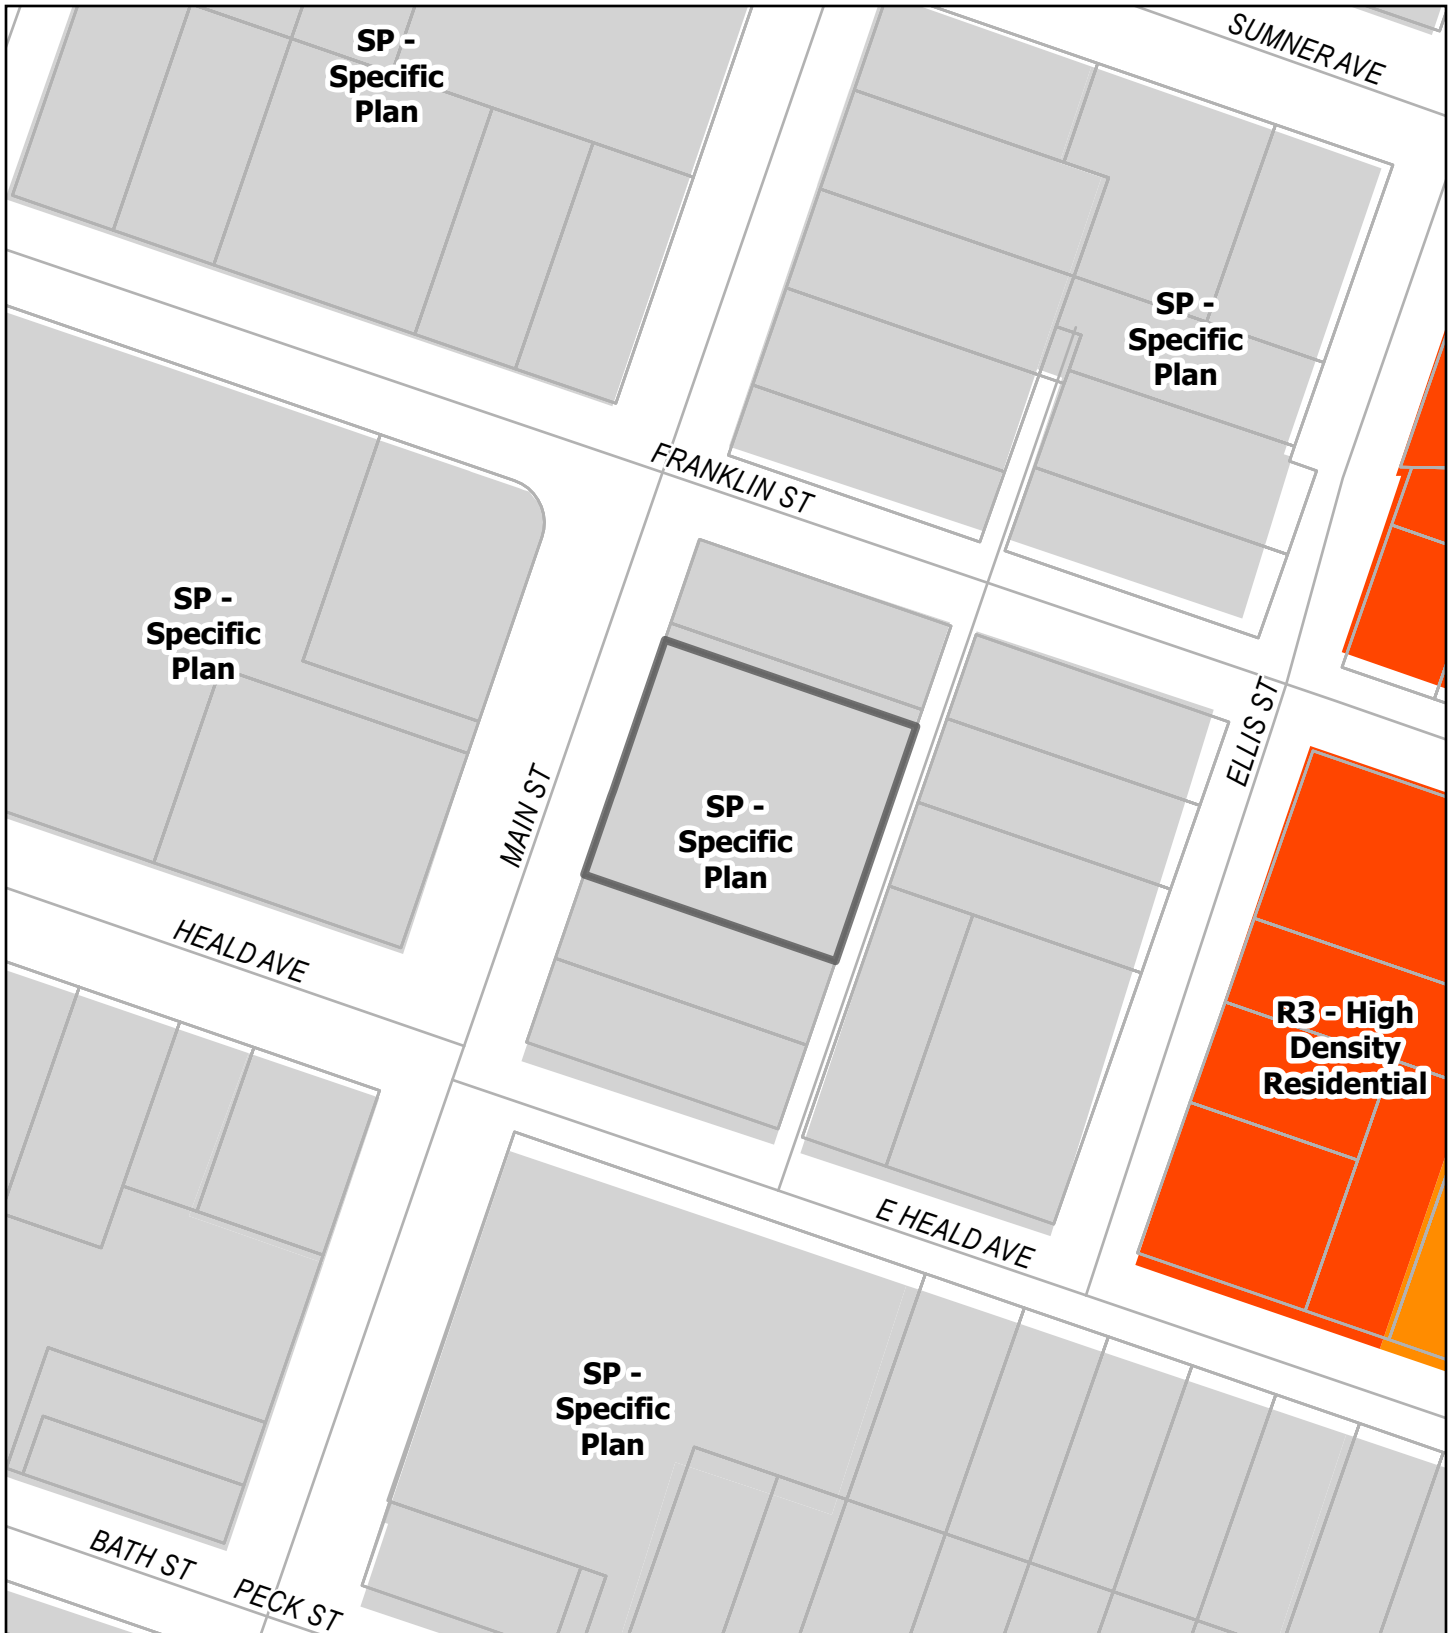 SUMNER AVE
SP -
Specific
Plan
SP -
Specific
Plan
FRANKLIN ST
SP -
Specific
Plan
ELLIS ST
MAIN ST
SP -
Specific
Plan
HEALD AVE
R3 - High
Density
Residential
E HEALD AVE
SP -
Specific
Plan
BATH ST
PECK ST